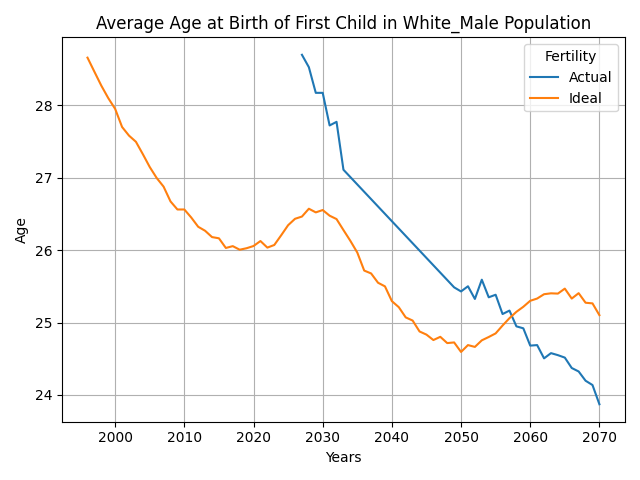 Average Age at Birth of First Child in White_Male Population
Fertility
Actual
Ideal
Age
28
27
26
25
24
2000
2010
2020
2030
2040
2050
2060
2070
Years